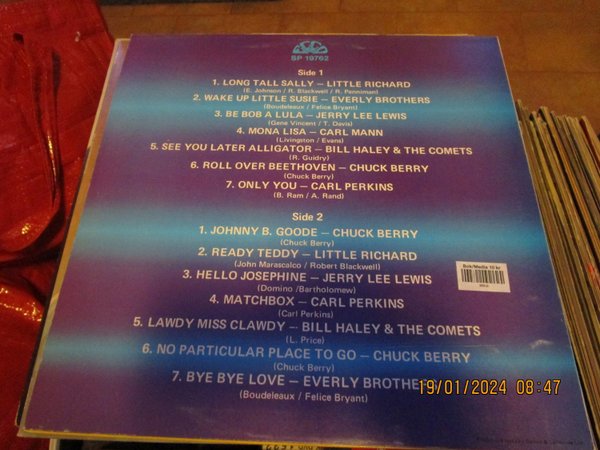 SP 19762
Side 1
1. LONG TALL SALLY — LITTLE RICHARD
(E. Johnson / R. Blackwell / R. Penniman)
2. WAKE UP LITTLE SUSIE — EVERLY BROTHERS
(Boudeleaux / Felice Bryant)
3. BE BOB A LULA — JERRY LEE LEWIS
(Gene Vincent / T. Davis)
4. MONA LISA — CARL MANN
(Livingston / Evans)
5. SEE YOU LATER ALLIGATOR — BILL HALEY & THE COMETS
(R. Guidry)
6. ROLL OVER BEETHOVEN — CHUCK BERRY
(Chuck Berry)
7. ONLY YOU — CARL PERKINS
(B. Ram / A. Rand)
Side 2
1. JOHNNY B. GOODE — CHUCK BERRY
(Chuck Berry)
2. READY TEDDY — LITTLE RICHARD
(John Marascalco / Robert Blackwell)
3. HELLO JOSEPHINE — JERRY LEE LEWIS
(Domino /Bartholomew)
4. MATCHBOX — CARL PERKINS
(Carl Perkins)
5. LAWDY MISS CLAWDY — BILL HALEY & THE COMETS
(L. Price)
6. NO PARTICULAR PLACE TO GO — CHUCK BERRY
(Chuck Berry)
7. BYE BYE LOVE — EVERLY BROTHERS
(Boudeleaux / Felice Bryant)
Bok/Media 10 kr
19/01/2024 08:47